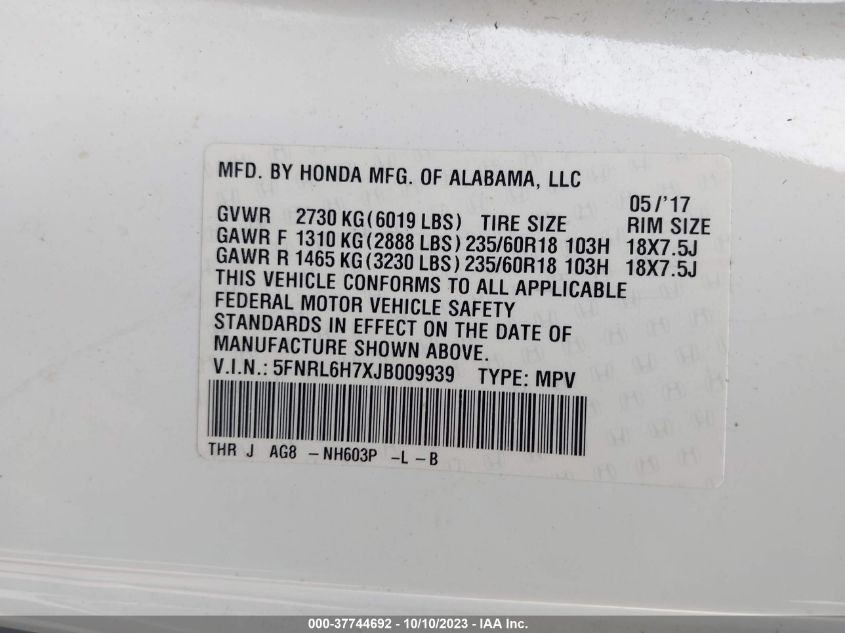 MFD. BY HONDA MFG. OF ALABAMA, LLC
05/'17
GVWR 2730 KG(6019 LBS) TIRE SIZE RIM SIZE
GAWR F 1310 KG(2888 LBS) 235/60R18 103H 18X7.5J
GAWR R 1465 KG(3230 LBS) 235/60R18 103H 18X7.5J
THIS VEHICLE CONFORMS TO ALL APPLICABLE
FEDERAL MOTOR VEHICLE SAFETY
STANDARDS IN EFFECT ON THE DATE OF
MANUFACTURE SHOWN ABOVE.
V.I.N.: 5FNRL6H7XJB009939 TYPE: MPV
THR J AG8 -NH603P -L -B
000-37744692 - 10/10/2023 - IAA Inc.